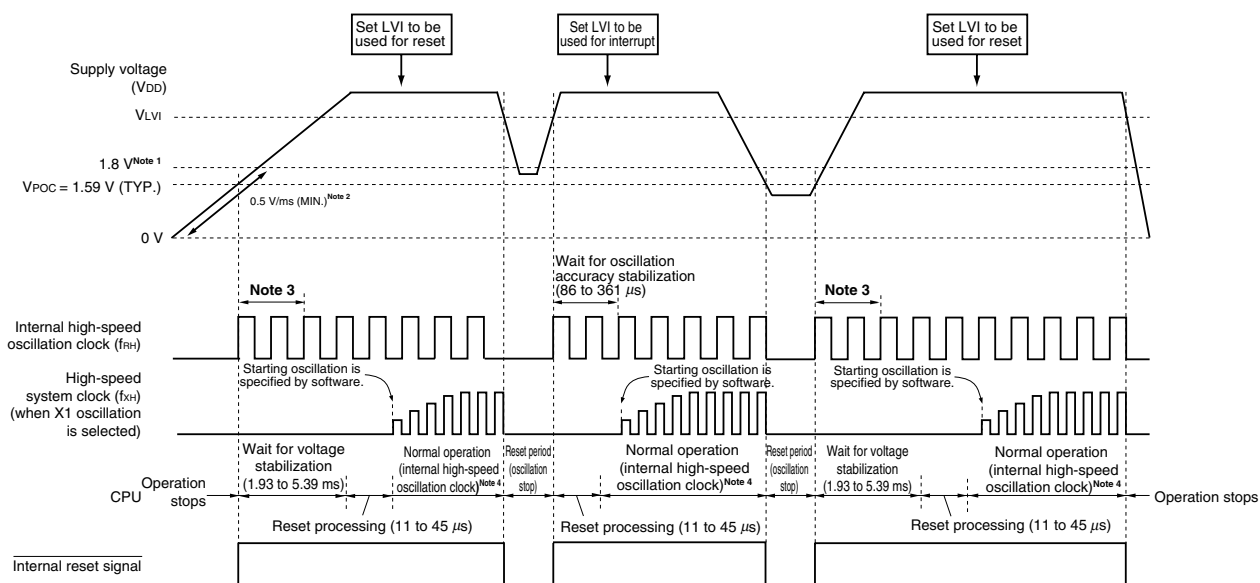 Set LVI to be
used for reset
Set LVI to be
used for interrupt
Set LVI to be
used for reset
Supply voltage
(VDD)
VLVI
1.8 V Note 1
VPOC = 1.59 V (TYP.)
0.5 V/ms (MIN.) Note 2
0 V
Wait for oscillation
accuracy stabilization
(86 to 361 μs)
Note 3
Note 3
Internal high-speed
oscillation clock (fRH)
Starting oscillation is
specified by software.
Starting oscillation is
specified by software.
Starting oscillation is
specified by software.
High-speed
system clock (fXH)
(when X1 oscillation
is selected)
Wait for voltage
stabilization
(1.93 to 5.39 ms)
Normal operation
(internal high-speed
oscillation clock) Note 4
Reset period
(oscillation
stop)
Normal operation
(internal high-speed
oscillation clock) Note 4
Reset period
(oscillation
stop)
Wait for voltage
stabilization
(1.93 to 5.39 ms)
Normal operation
(internal high-speed
oscillation clock) Note 4
CPU
Operation
stops
Operation stops
Reset processing (11 to 45 μs)
Reset processing (11 to 45 μs)
Reset processing (11 to 45 μs)
Internal reset signal